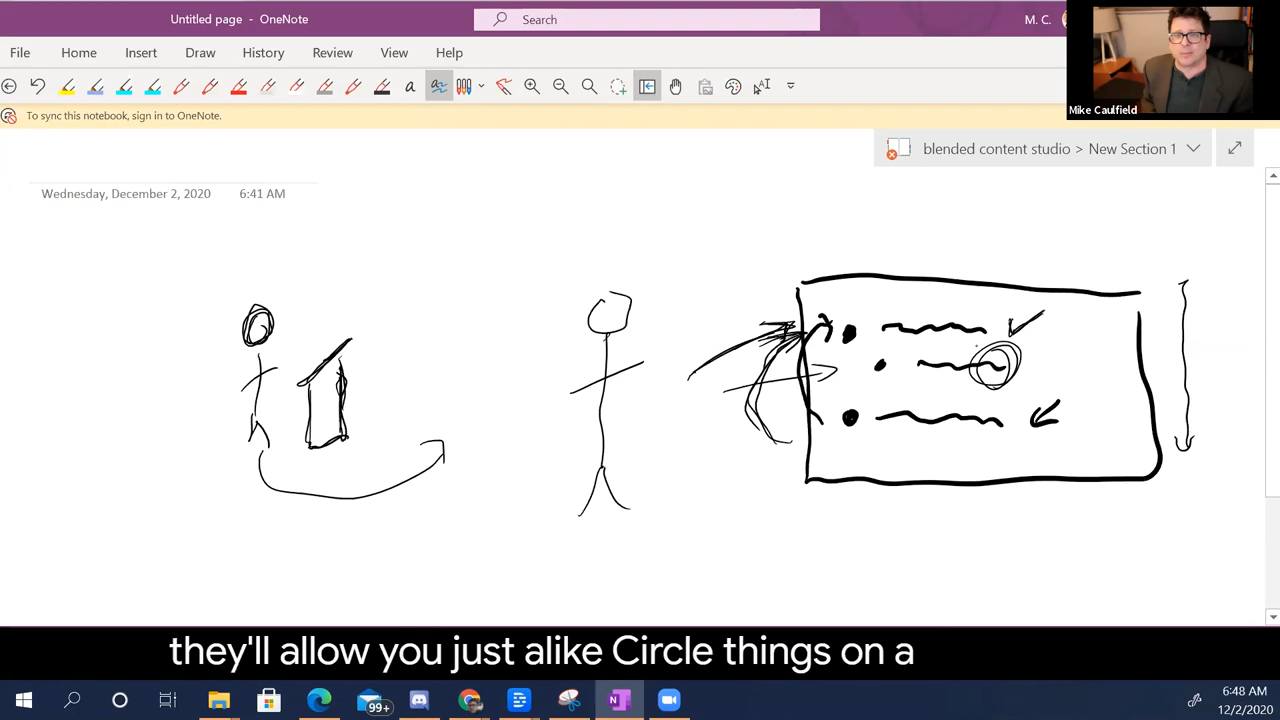 Untitled page - OneNote
Search
M. C.
Mike Caulfield
File Home Insert Draw History Review View Help
a
To sync this notebook, sign in to OneNote.
blended content studio > New Section 1
Wednesday, December 2, 2020 6:41 AM
they'll allow you just alike Circle things on a
99+
N
6:48 AM
12/2/2020